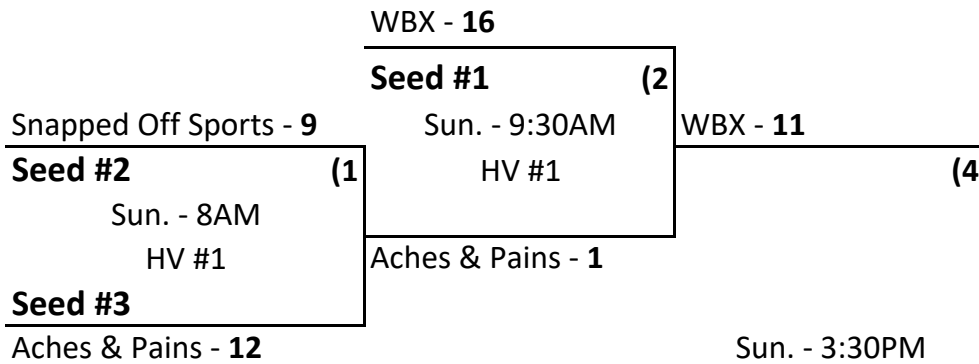 WBX - 16
Seed #1 (2
Snapped Off Sports - 9 Sun. - 9:30AM WBX - 11
Seed #2 (1 HV #1 (4
Sun. - 8AM
HV #1 Aches & Pains - 1
Seed #3
Aches & Pains - 12 Sun. - 3:30PM